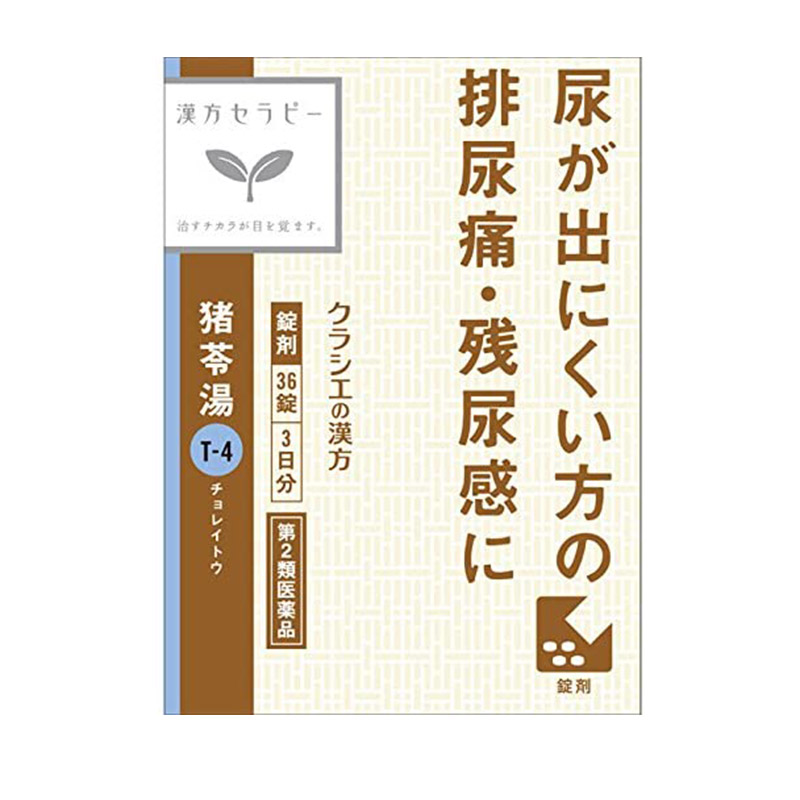 尿が出にくい方の
排尿痛・残尿感に
漢方セラピー
治すチカラが目を覚ます。
クラシエの漢方
錠剤
36錠
3日分
第2類医薬品
猪苓湯
T-4
チョレイトウ
錠剤